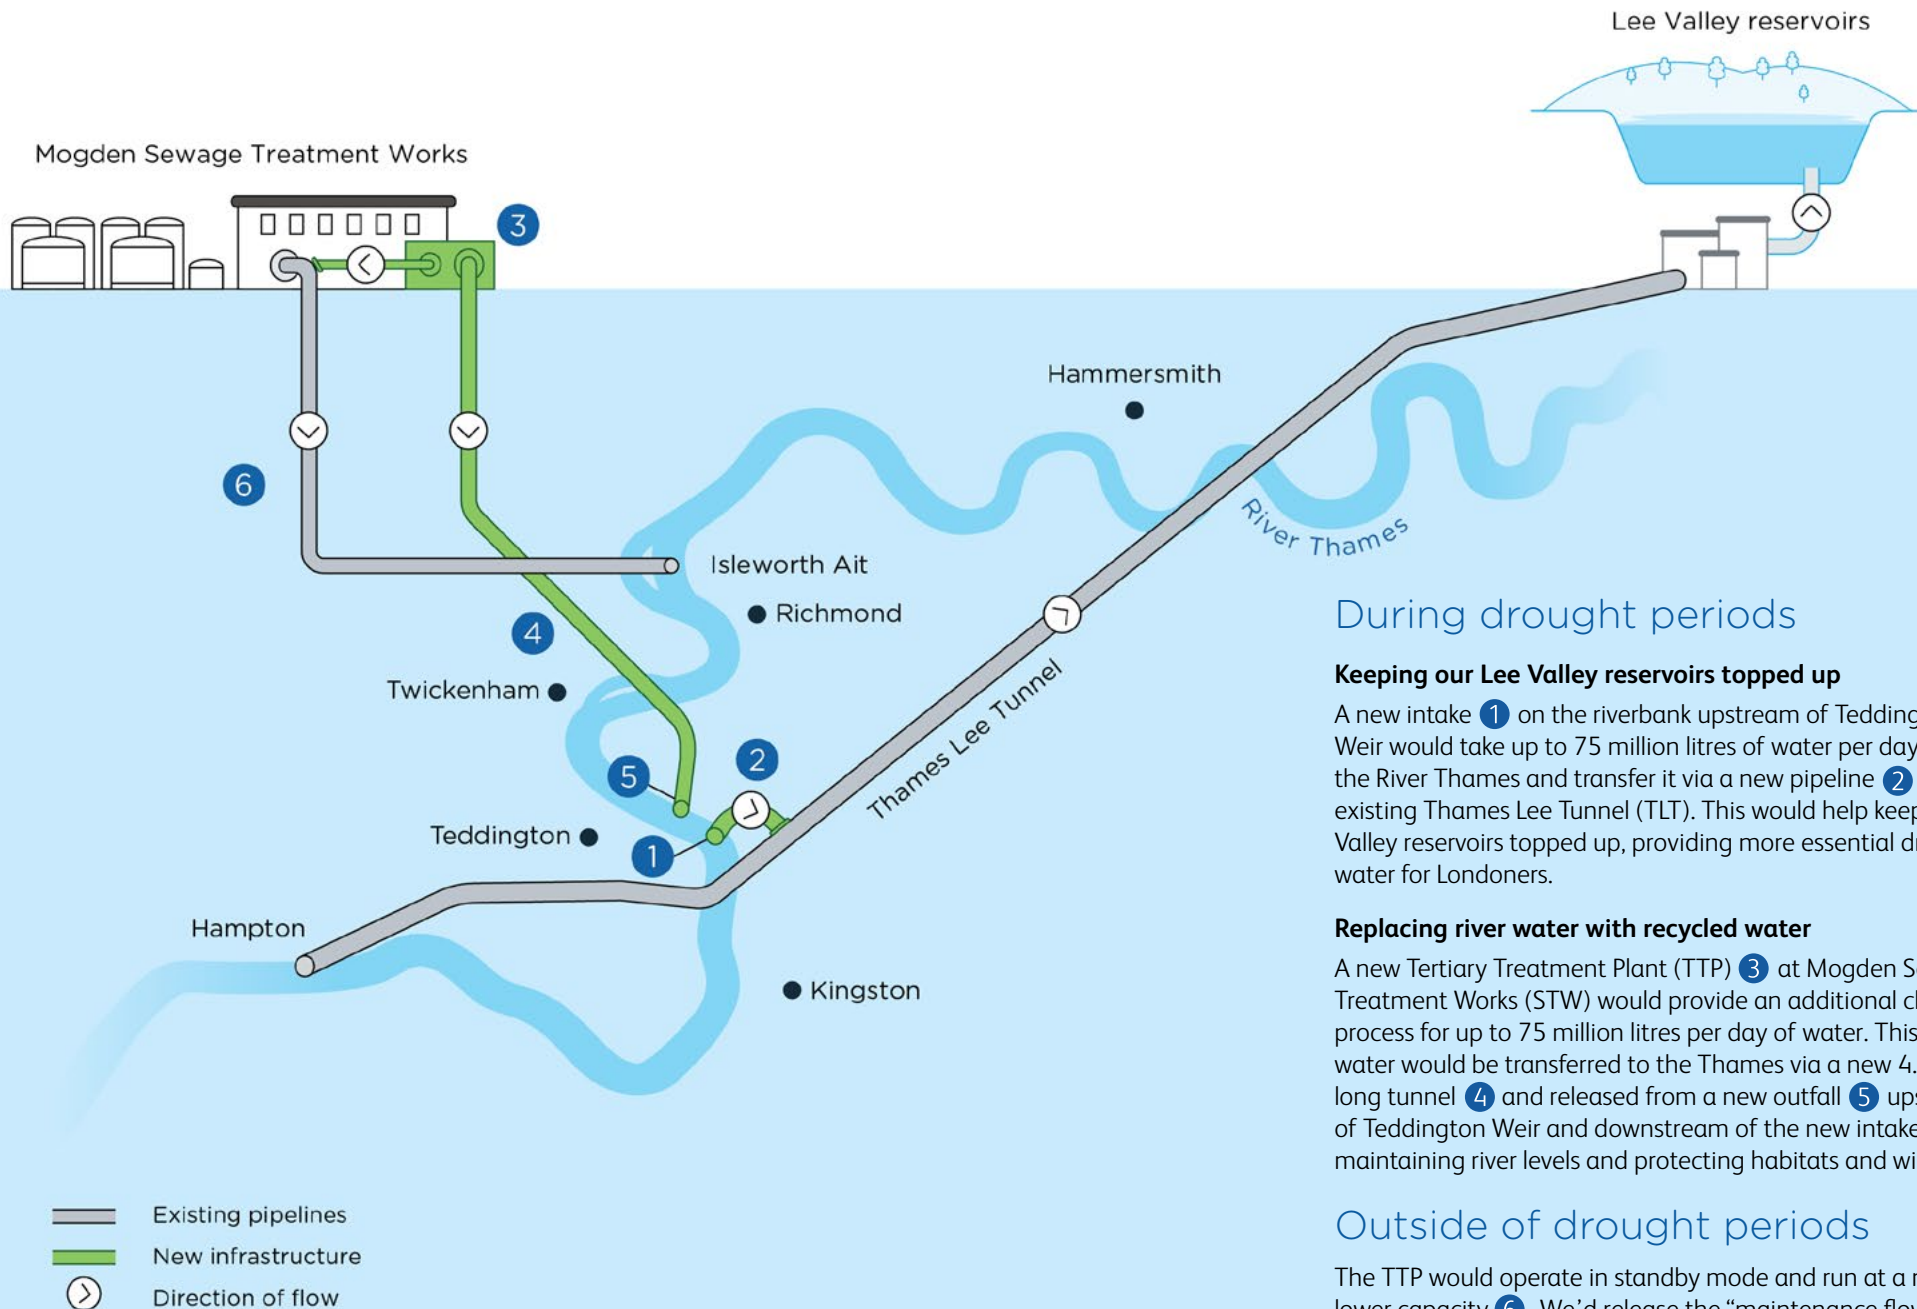 Lee Valley reservoirs
Mogden Sewage Treatment Works
3
Hammersmith
6
River Thames
Isleworth Ait
Richmond
4
Twickenham
Thames Lee Tunnel
5
2
Teddington
1
Hampton
Kingston
Existing pipelines
New infrastructure
Direction of flow
During drought periods
Keeping our Lee Valley reservoirs topped up
A new intake 1 on the riverbank upstream of
Weir would take up to 75 million litres of water per day
the River Thames and transfer it via a new pipeline 2
existing Thames Lee Tunnel (TLT). This would help keep
Valley reservoirs topped up, providing more essential
water for Londoners.
Replacing river water with recycled water
A new Tertiary Treatment Plant (TTP) 3 at Mogden
Treatment Works (STW) would provide an additional
process for up to 75 million litres per day of water. This
water would be transferred to the Thames via a new 4.
long tunnel 4 and released from a new outfall 5
of Teddington Weir and downstream of the new intake
maintaining river levels and protecting habitats and
Outside of drought periods
The TTP would operate in standby mode and run at a
lower capacity 6. We'd release the "maintenance